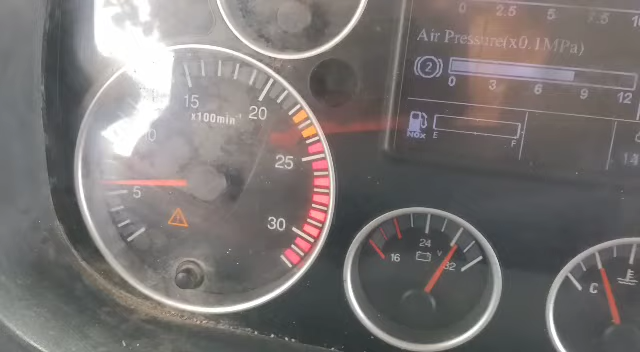 0 2.5 5 7.5 10
Air Pressure(x0.1MPa)
2
0 3 6 9 12
NOx E F
5 10 15 20 25 30
x100min⁻¹
16 24 32 V
C